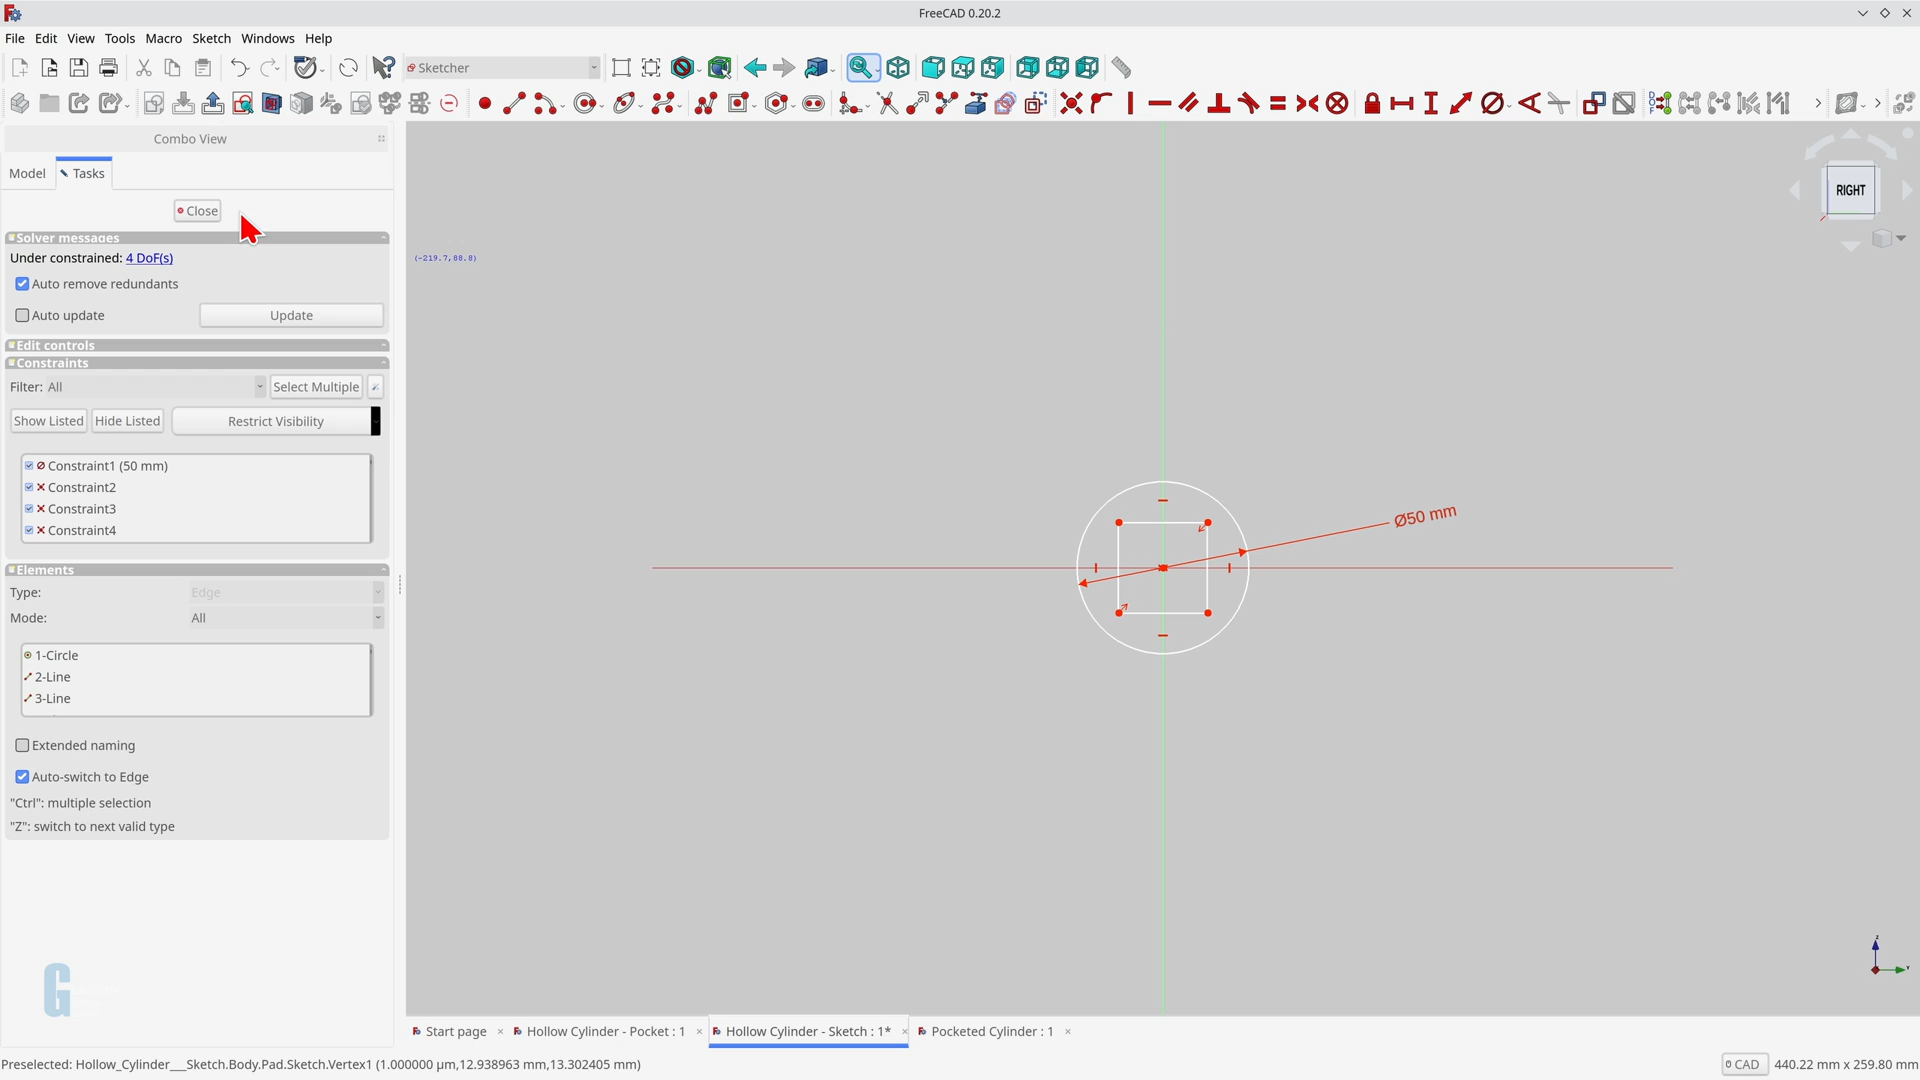 FreeCAD 0.20.2
File Edit View Tools Macro Sketch Windows Help
Sketcher
Combo View
Model Tasks
Close
Solver messages
Under constrained: 4 DoF(s)
Auto remove redundants
Auto update Update
Edit controls
Constraints
Filter: All Select Multiple
Show Listed Hide Listed Restrict Visibility
Constraint1 (50 mm)
Constraint2
Constraint3
Constraint4
Elements
Type: Edge
Mode: All
1-Circle
2-Line
3-Line
Extended naming
Auto-switch to Edge
"Ctrl": multiple selection
"Z": switch to next valid type
G
(-219.7,88.8)
Ø50 mm
RIGHT
z
Y
Start page Hollow Cylinder - Pocket : 1 Hollow Cylinder - Sketch : 1* Pocketed Cylinder : 1
Preselected: Hollow_Cylinder___Sketch.Body.Pad.Sketch.Vertex1 (1.000000 µm,12.938963 mm,13.302405 mm)
CAD 440.22 mm x 259.80 mm